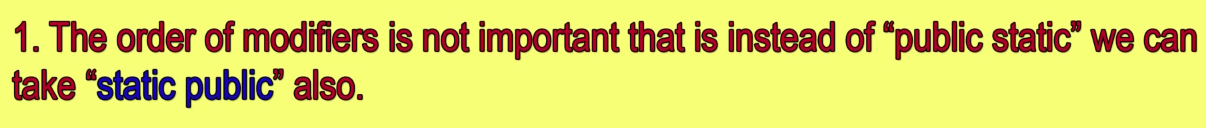 1. The order of modifiers is not important that is instead of “public static” we can
take “static public” also.